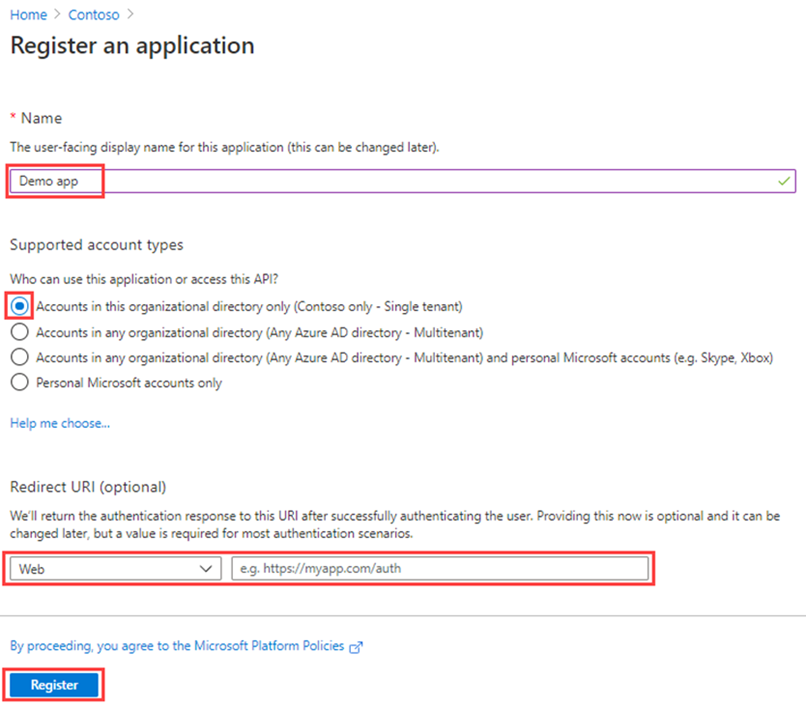 Home > Contoso >
Register an application
* Name
The user-facing display name for this application (this can be changed later).
Demo app
Supported account types
Who can use this application or access this API?
Accounts in this organizational directory only (Contoso only - Single tenant)
Accounts in any organizational directory (Any Azure AD directory - Multitenant)
Accounts in any organizational directory (Any Azure AD directory - Multitenant) and personal Microsoft accounts (e.g. Skype, Xbox)
Personal Microsoft accounts only
Help me choose...
Redirect URI (optional)
We'll return the authentication response to this URI after successfully authenticating the user. Providing this now is optional and it can be
changed later, but a value is required for most authentication scenarios.
Web e.g. https://myapp.com/auth
By proceeding, you agree to the Microsoft Platform Policies
Register